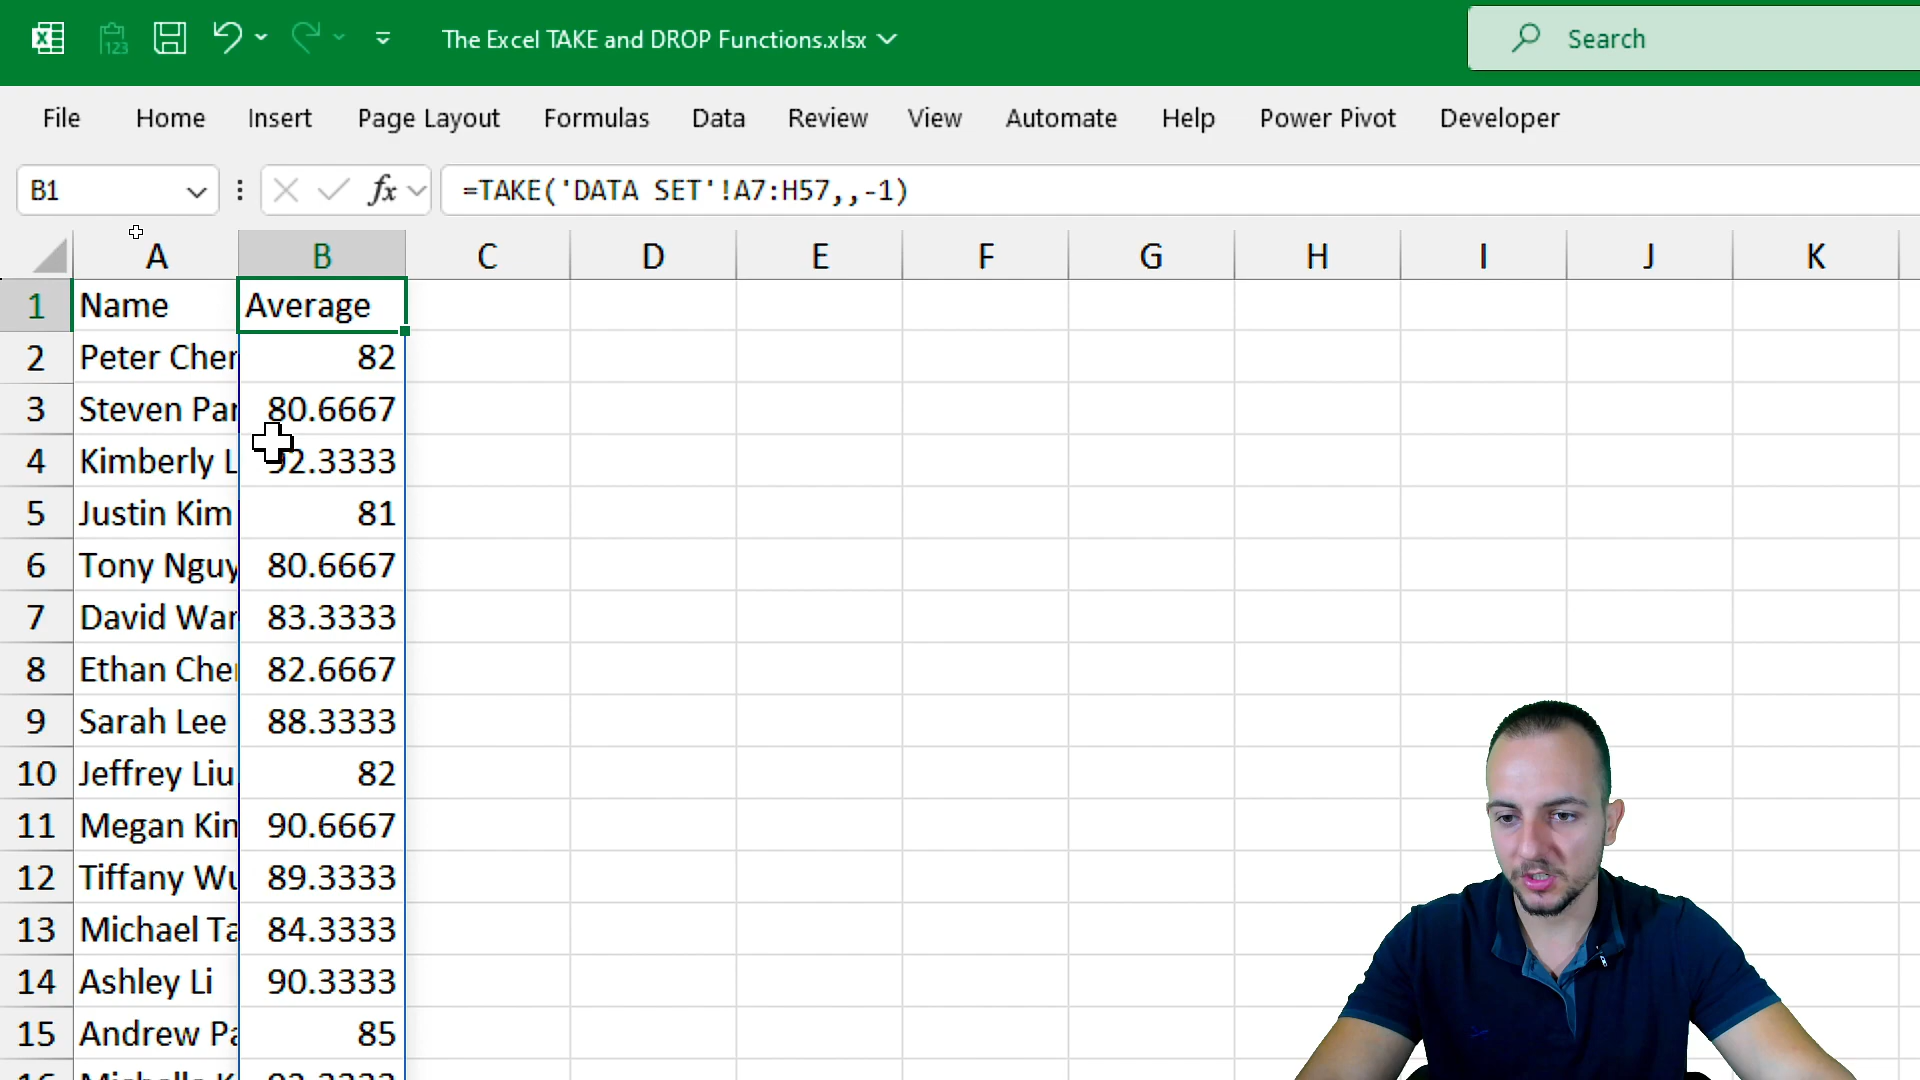 The Excel TAKE and DROP Functions.xlsx
Search
File Home Insert Page Layout Formulas Data Review View Automate Help Power Pivot Developer
B1 fx =TAKE('DATA SET'!A7:H57,,-1)
A B C D E F G H I J K
1 Name Average
2 Peter Cher 82
3 Steven Par 80.6667
4 Kimberly L 92.3333
5 Justin Kim 81
6 Tony Nguy 80.6667
7 David War 83.3333
8 Ethan Che 82.6667
9 Sarah Lee 88.3333
10 Jeffrey Liu 82
11 Megan Kin 90.6667
12 Tiffany Wu 89.3333
13 Michael Ta 84.3333
14 Ashley Li 90.3333
15 Andrew Pa 85